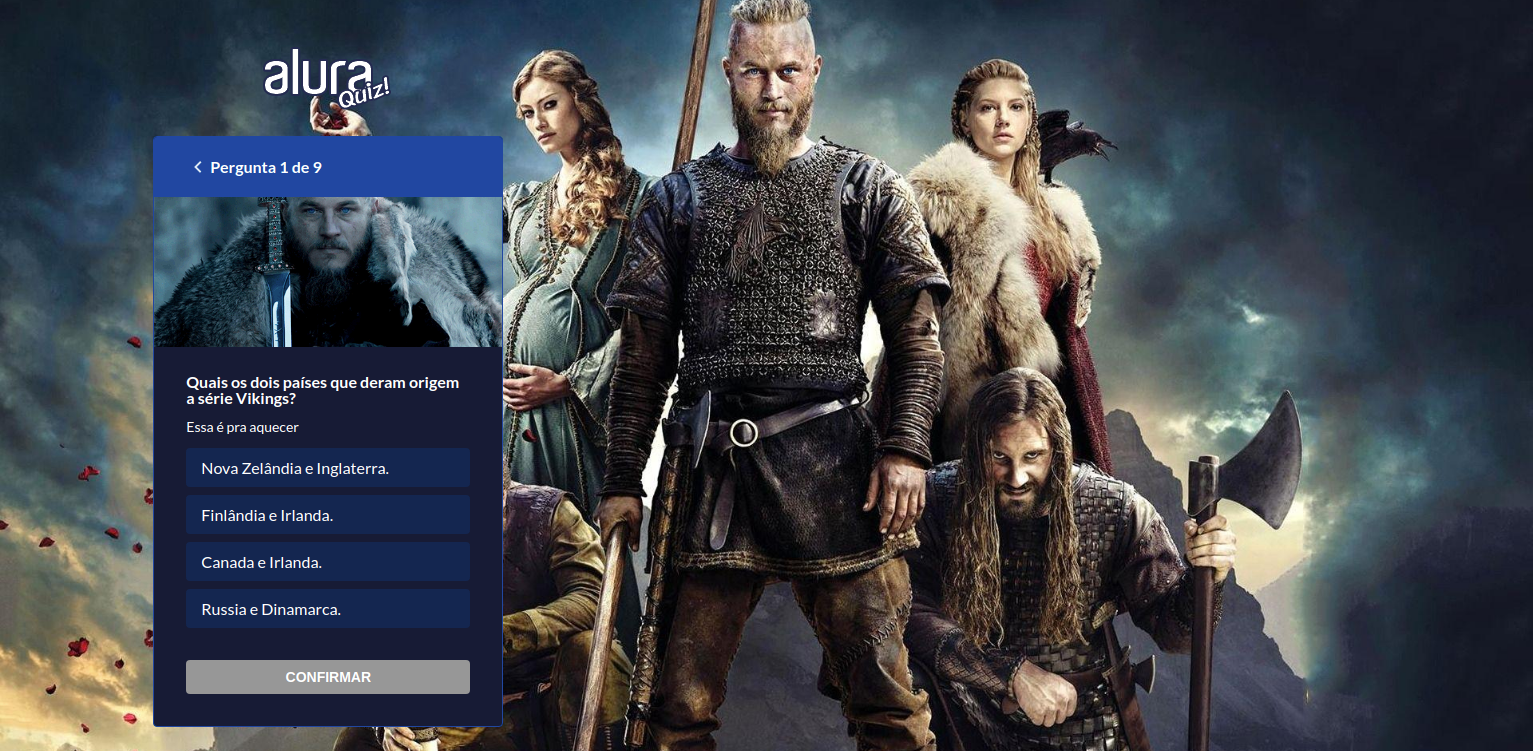 alura
Quiz!
Pergunta 1 de 9
Quais os dois países que deram origem
a série Vikings?
Essa é pra aquecer
Nova Zelândia e Inglaterra.
Finlândia e Irlanda.
Canada e Irlanda.
Russia e Dinamarca.
CONFIRMAR